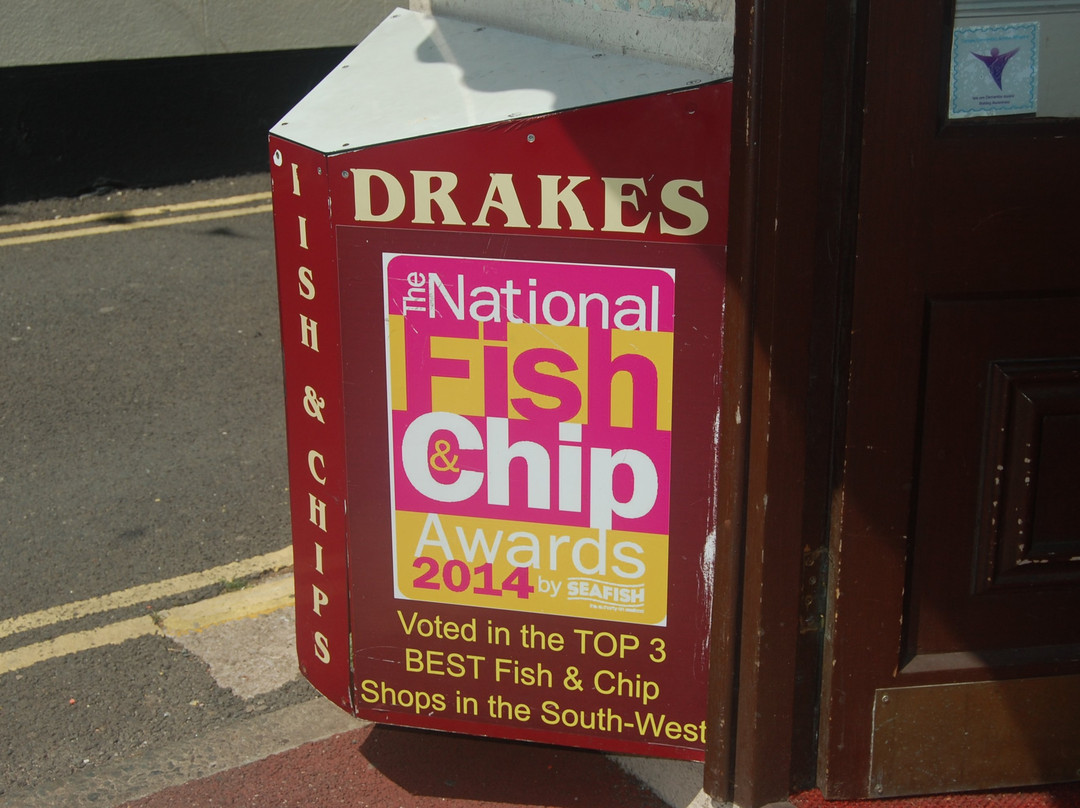 DRAKES
IISH & CHIPS
The National
Fish
& Chip
Awards
2014 by SEAFISH
Voted in the TOP 3
BEST Fish & Chip
Shops in the South-West